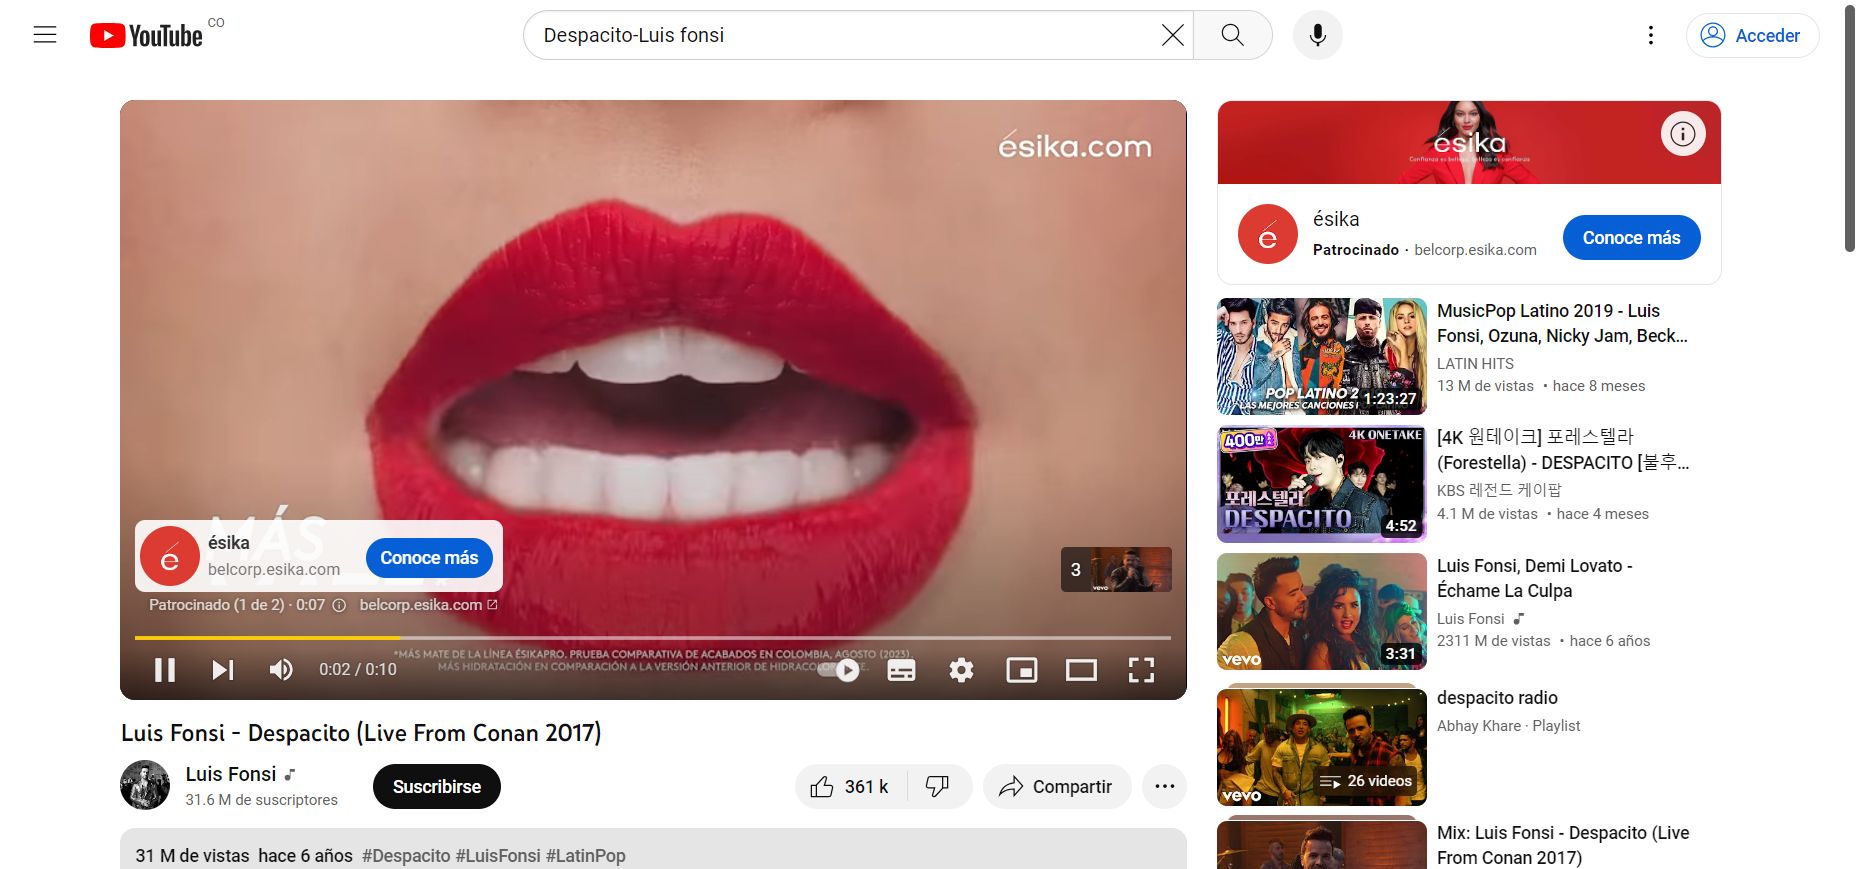 YouTube CO
Despacito-Luis fonsi
Acceder
ésika.com
MÁS
ésika
belcorp.esika.com
Conoce más
Patrocinado (1 de 2) · 0:07 belcorp.esika.com
3
*MÁS MATE DE LA LÍNEA ÉSIKAPRO. PRUEBA COMPARATIVA DE ACABADOS EN COLOMBIA, AGOSTO (2023).
MÁS HIDRATACIÓN EN COMPARACIÓN A LA VERSIÓN ANTERIOR DE
0:02 / 0:10
Luis Fonsi - Despacito (Live From Conan 2017)
Luis Fonsi
31.6 M de suscriptores
Suscribirse
361 k
Compartir
31 M de vistas hace 6 años #Despacito #LuisFonsi #LatinPop
ésika
Confianza es belleza, belleza es confianza
é
ésika
Patrocinado · belcorp.esika.com
Conoce más
POP LATINO 2
LAS MEJORES CANCIONES
1:23:27
MusicPop Latino 2019 - Luis
Fonsi, Ozuna, Nicky Jam, Beck...
LATIN HITS
13 M de vistas • hace 8 meses
400만
4K ONETAKE
포레스텔라
DESPACITO
4:52
[4K 원테이크] 포레스텔라
(Forestella) - DESPACITO [불후...
KBS 레전드 케이팝
4.1 M de vistas • hace 4 meses
vevo
3:31
Luis Fonsi, Demi Lovato -
Échame La Culpa
Luis Fonsi
2311 M de vistas • hace 6 años
vevo
26 videos
despacito radio
Abhay Khare · Playlist
Mix: Luis Fonsi - Despacito (Live
From Conan 2017)